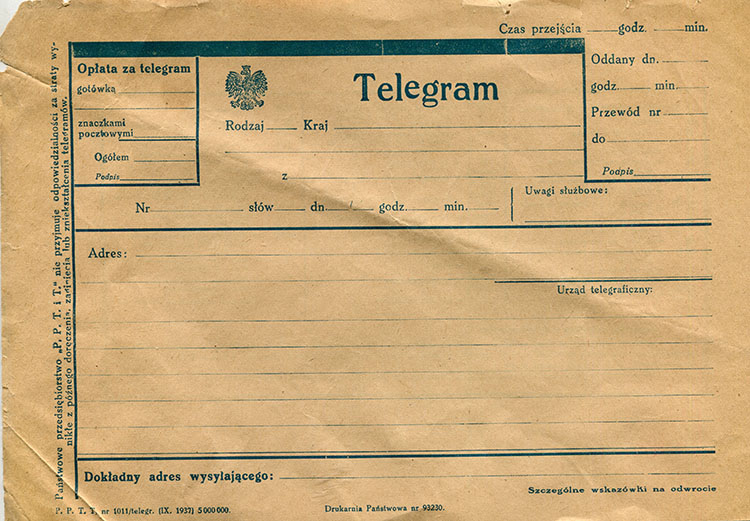 Czas przejścia godz. min.
Opłata za telegram
gotówką
znaczkami
pocztowymi
Ogółem
Podpis
Telegram
Rodzaj Kraj
z
Oddany dn.
godz. min.
Przewód nr
do
Podpis
Nr słów dn. / godz. min.
Uwagi służbowe:
Adres:
Urząd telegraficzny:
Dokładny adres wysyłającego:
Szczególne wskazówki na odwrocie
P. P. T. T. nr 1011/telegr. (IX. 1937) 5 000 000.
Drukarnia Państwowa nr 93230.
Państwowe przedsiębiorstwo „P. P. T. i T." nie przyjmuje odpowiedzialności za straty wy-
nikłe z późnego doręczenia, zaginięcia lub zniekształcenia telegramów.